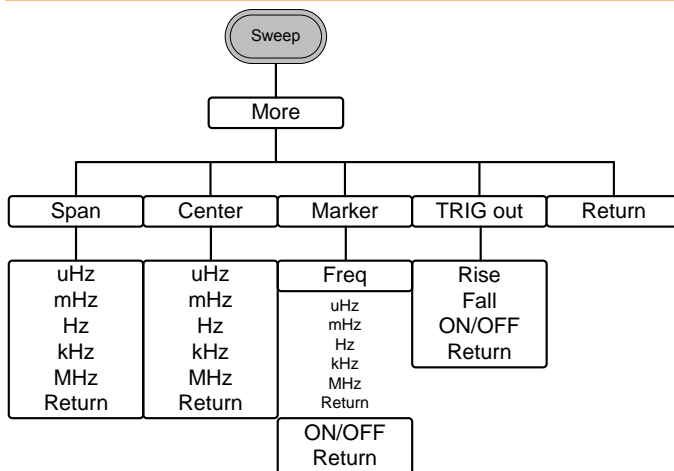 Sweep
More
Span
Center
Marker
TRIG out
Return
uHz
mHz
Hz
kHz
MHz
Return
uHz
mHz
Hz
kHz
MHz
Return
Freq
uHz
mHz
Hz
kHz
MHz
Return
ON/OFF
Return
Rise
Fall
ON/OFF
Return